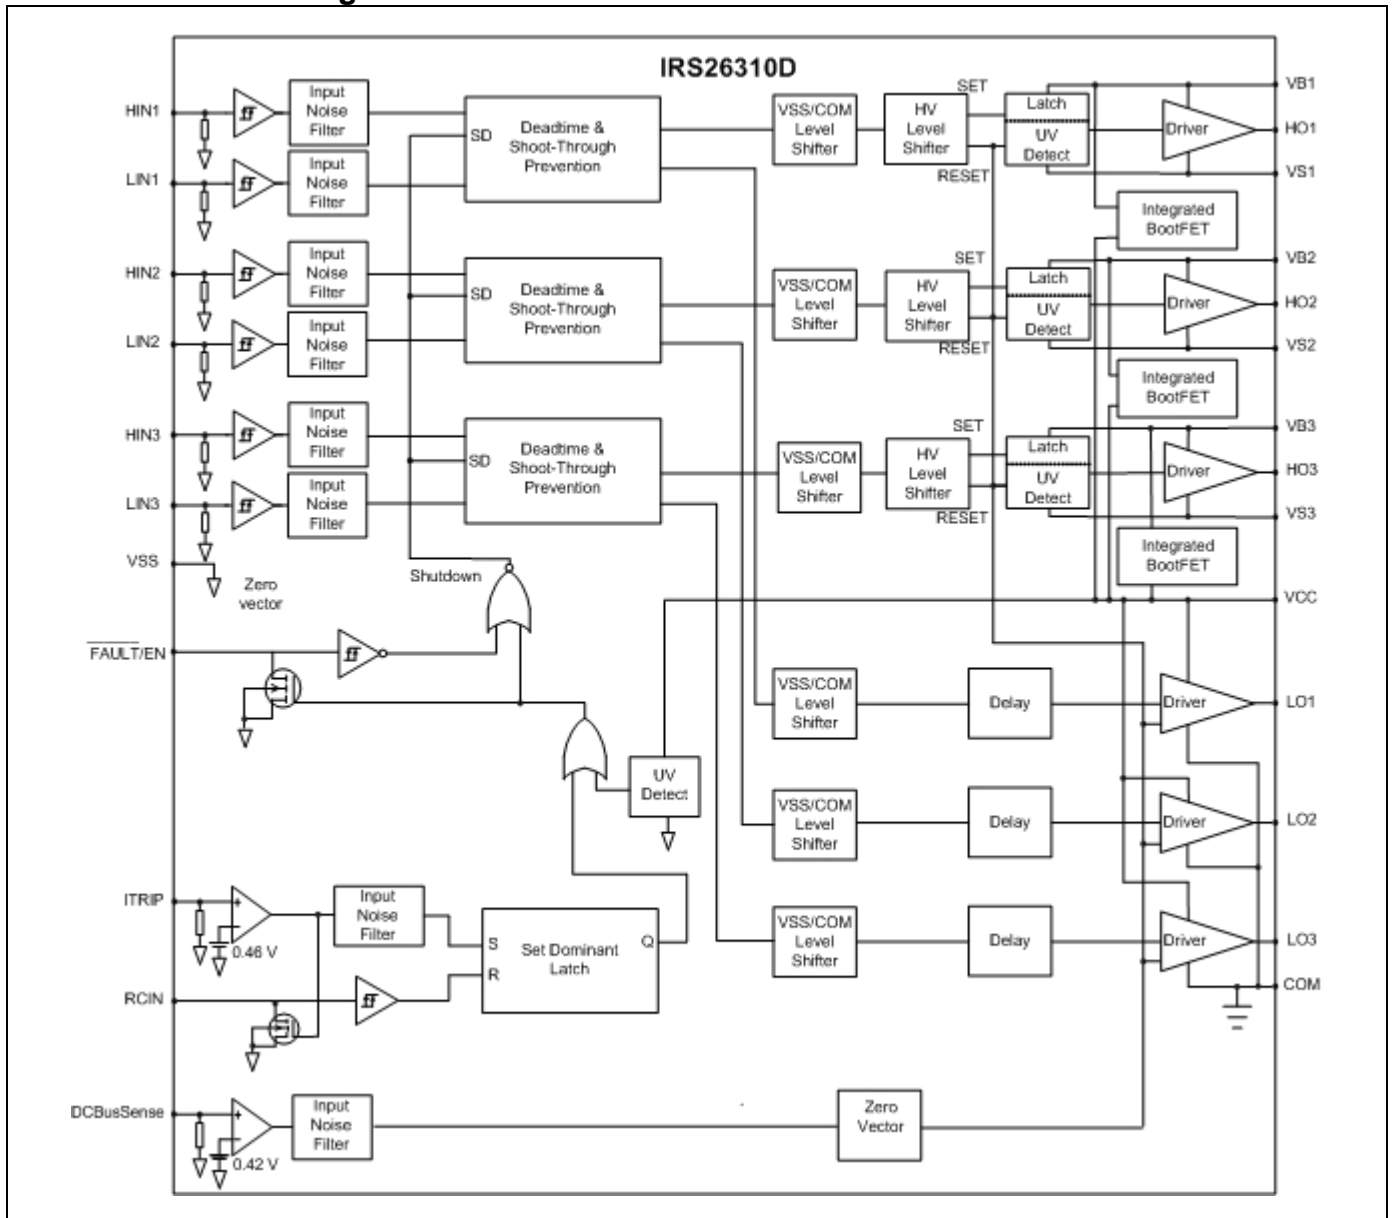 IRS26310D
HIN1
Input
Noise
Filter
LIN1
Input
Noise
Filter
SD
Deadtime &
Shoot-Through
Prevention
VSS/COM
Level
Shifter
HV
Level
Shifter
SET
RESET
Latch
UV
Detect
Driver
VB1
HO1
VS1
Integrated
BootFET
HIN2
Input
Noise
Filter
LIN2
Input
Noise
Filter
SD
Deadtime &
Shoot-Through
Prevention
VSS/COM
Level
Shifter
HV
Level
Shifter
SET
RESET
Latch
UV
Detect
Driver
VB2
HO2
VS2
Integrated
BootFET
HIN3
Input
Noise
Filter
LIN3
Input
Noise
Filter
SD
Deadtime &
Shoot-Through
Prevention
VSS/COM
Level
Shifter
HV
Level
Shifter
SET
RESET
Latch
UV
Detect
Driver
VB3
HO3
VS3
Integrated
BootFET
VSS
Zero
vector
Shutdown
VCC
FAULT/EN
UV
Detect
VSS/COM
Level
Shifter
Delay
Driver
LO1
VSS/COM
Level
Shifter
Delay
Driver
LO2
ITRIP
0.46 V
Input
Noise
Filter
S
R
Q
Set Dominant
Latch
VSS/COM
Level
Shifter
Delay
Driver
LO3
COM
RCIN
DCBusSense
0.42 V
Input
Noise
Filter
Zero
Vector